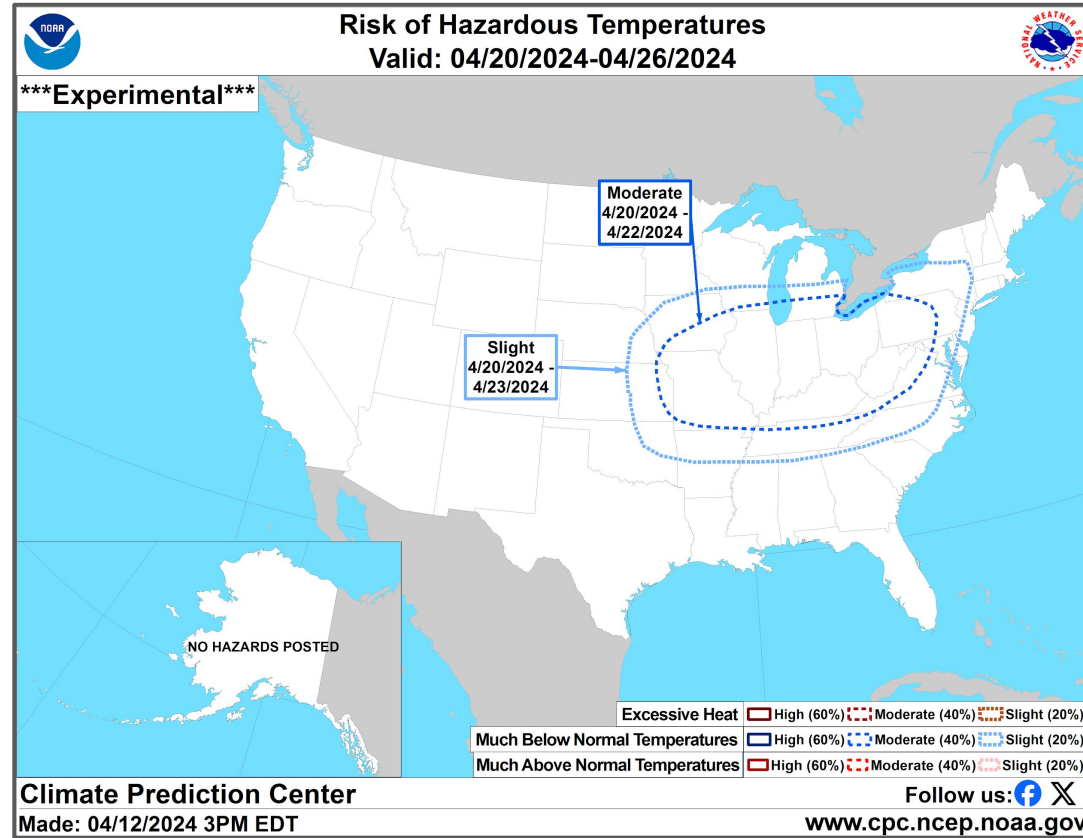 NOAA
Risk of Hazardous Temperatures
Valid: 04/20/2024-04/26/2024
NATIONAL WEATHER SERVICE
***Experimental***
Moderate
4/20/2024 -
4/22/2024
Slight
4/20/2024 -
4/23/2024
NO HAZARDS POSTED
Excessive Heat High (60%) Moderate (40%) Slight (20%)
Much Below Normal Temperatures High (60%) Moderate (40%) Slight (20%)
Much Above Normal Temperatures High (60%) Moderate (40%) Slight (20%)
Climate Prediction Center
Follow us:
Made: 04/12/2024 3PM EDT
www.cpc.ncep.noaa.gov